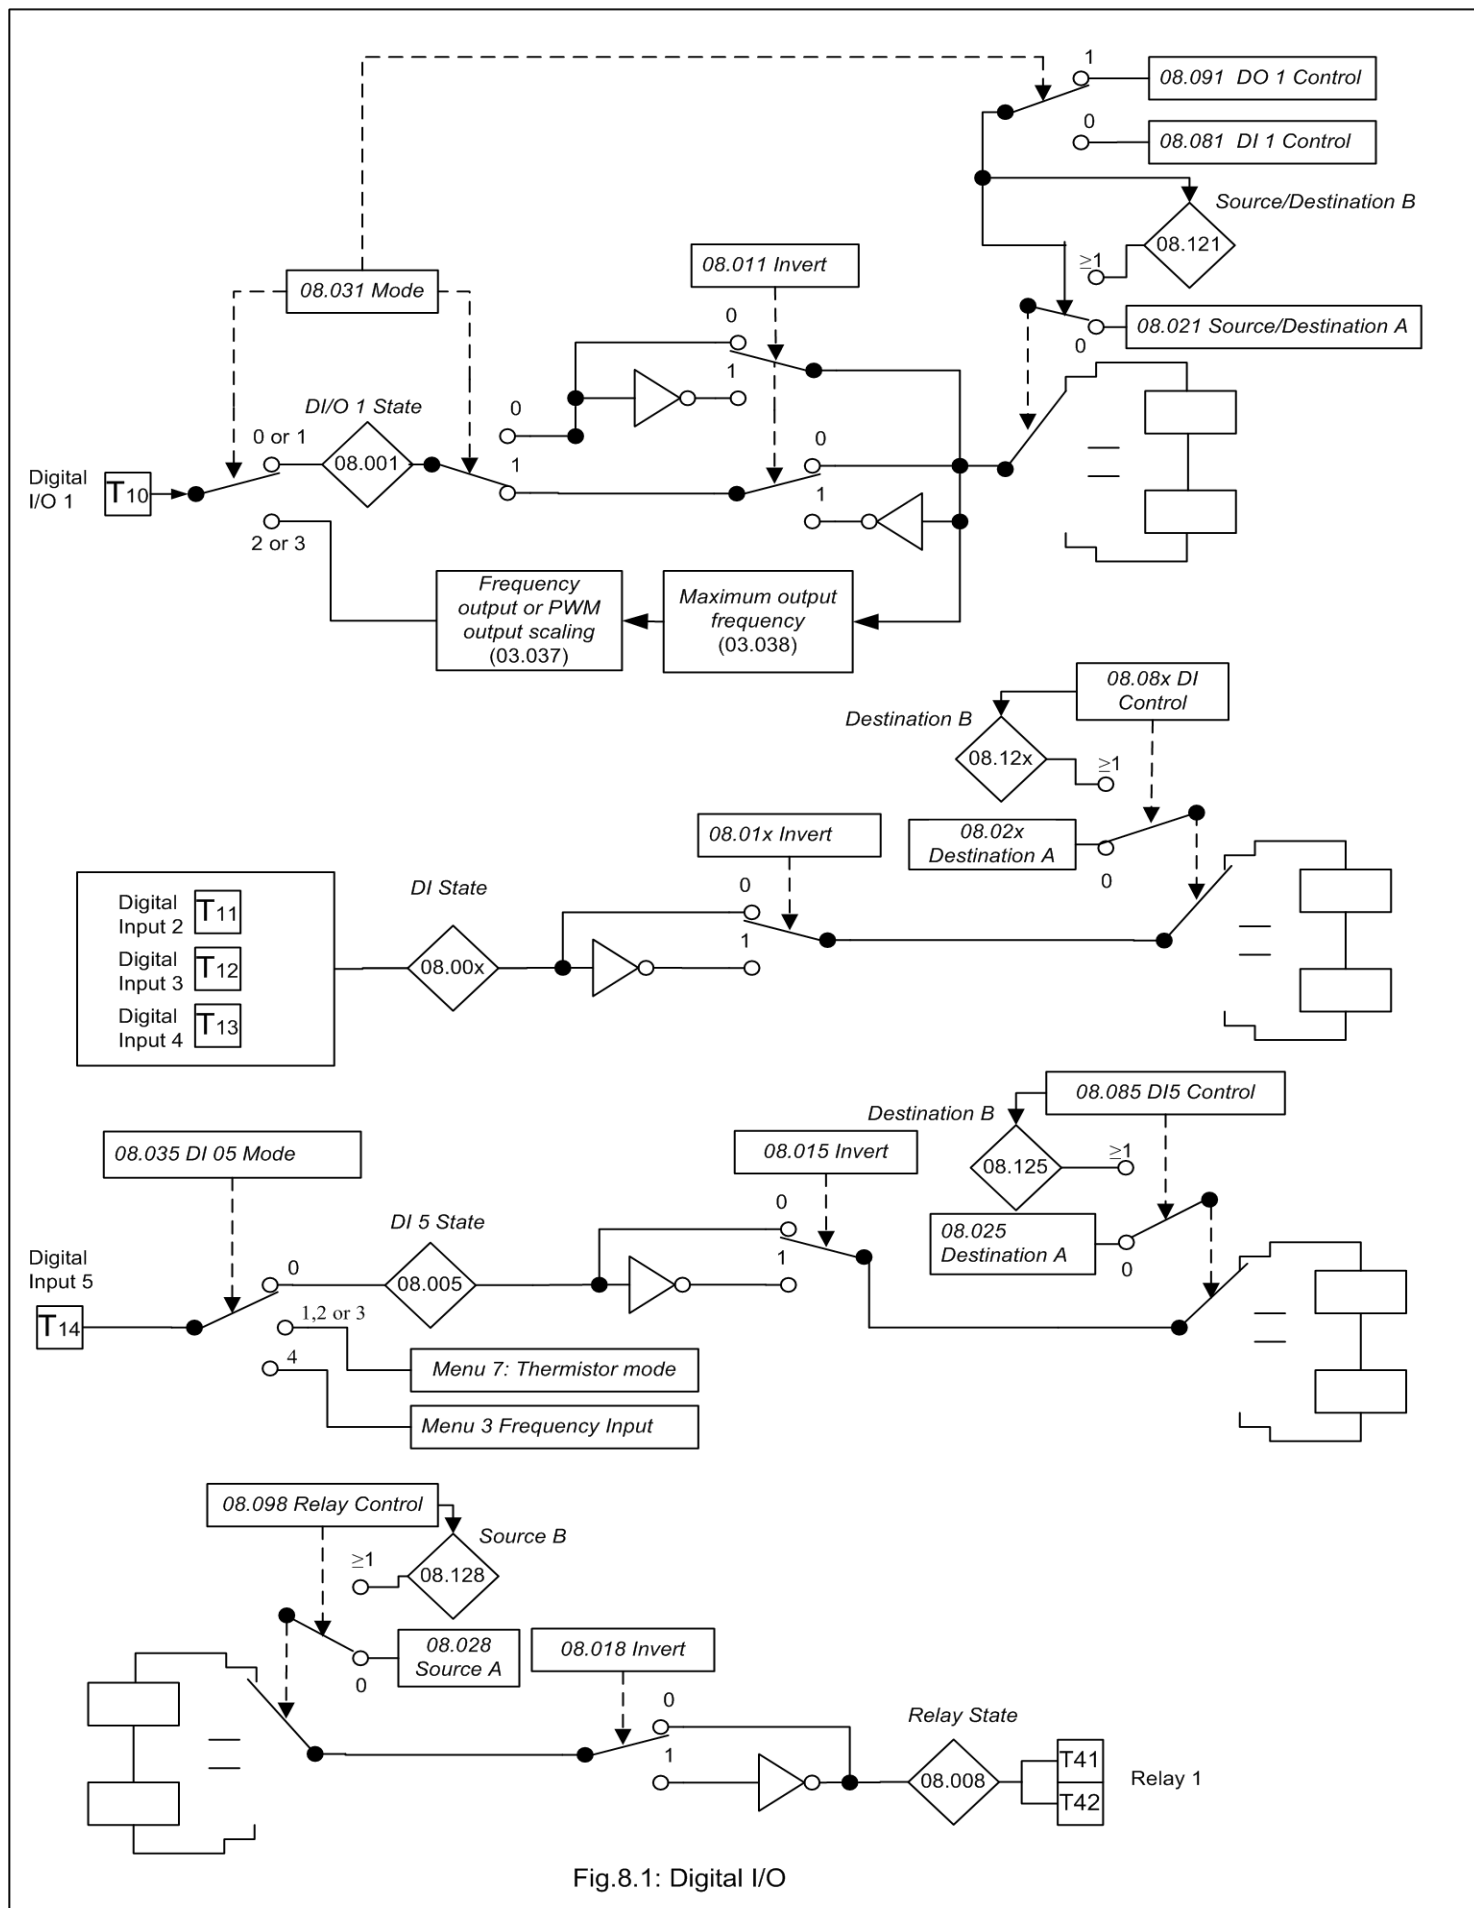 1
08.091  DO 1 Control
0
08.081  DI 1 Control
Source/Destination B
08.121
≥1
08.021 Source/Destination A
0
08.031 Mode
08.011 Invert
0
1
DI/O 1 State
0 or 1
08.001
0
1
0
1
Digital
I/O 1
T10
2 or 3
Frequency
output or PWM
output scaling
(03.037)
Maximum output
frequency
(03.038)
08.08x DI
Control
Destination B
08.12x
≥1
08.02x
Destination A
0
08.01x Invert
0
1
DI State
08.00x
Digital
Input 2
T11
Digital
Input 3
T12
Digital
Input 4
T13
08.085 DI5 Control
Destination B
08.125
≥1
08.025
Destination A
0
08.035 DI 05 Mode
08.015 Invert
0
1
DI 5 State
08.005
Digital
Input 5
T14
0
1,2 or 3
4
Menu 7: Thermistor mode
Menu 3 Frequency Input
08.098 Relay Control
Source B
≥1
08.128
08.028
Source A
0
08.018 Invert
0
1
Relay State
08.008
T41
T42
Relay 1
Fig.8.1: Digital I/O